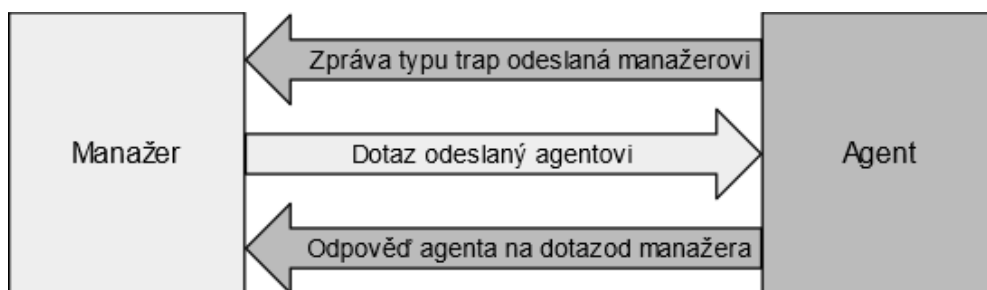 Zpráva typu trap odeslaná manažerovi
Manažer
Dotaz odeslaný agentovi
Agent
Odpověď agenta na dotazod manažera